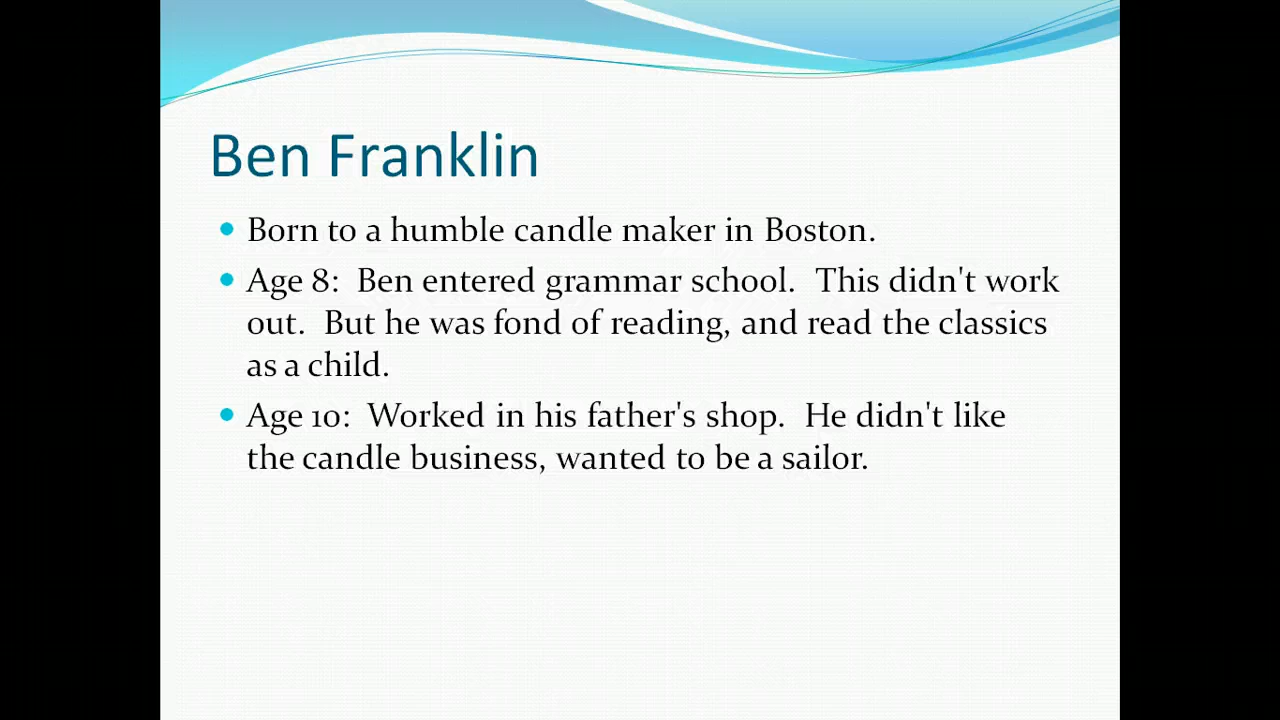 Ben Franklin
• Born to a humble candle maker in Boston.
• Age 8:  Ben entered grammar school.  This didn't work
out.  But he was fond of reading, and read the classics
as a child.
• Age 10:  Worked in his father's shop.  He didn't like
the candle business, wanted to be a sailor.